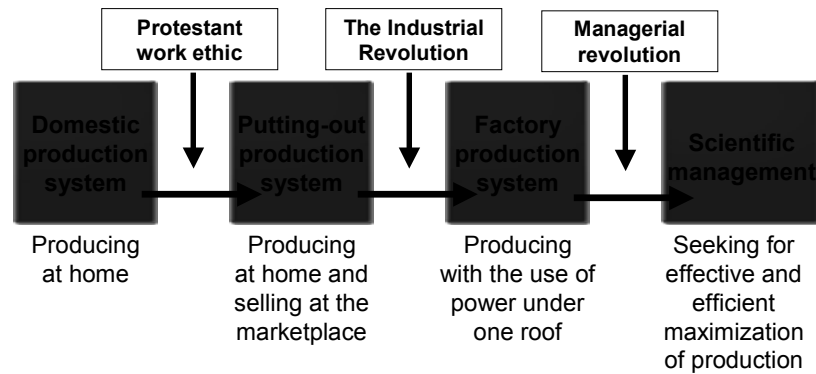 Protestant
work ethic
The Industrial
Revolution
Managerial
revolution
Domestic
production
system
Putting-out
production
system
Factory
production
system
Scientific
management
Producing
at home
Producing
at home and
selling at the
marketplace
Producing
with the use of
power under
one roof
Seeking for
effective and
efficient
maximization
of production